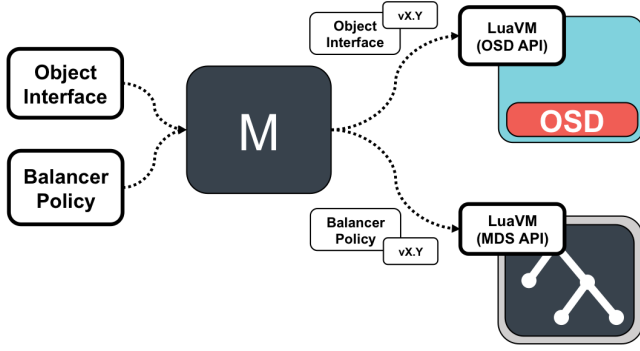 Object
Interface
Balancer
Policy
M
vX.Y
Object
Interface
LuaVM
(OSD API)
OSD
Balancer
Policy
vX.Y
LuaVM
(MDS API)